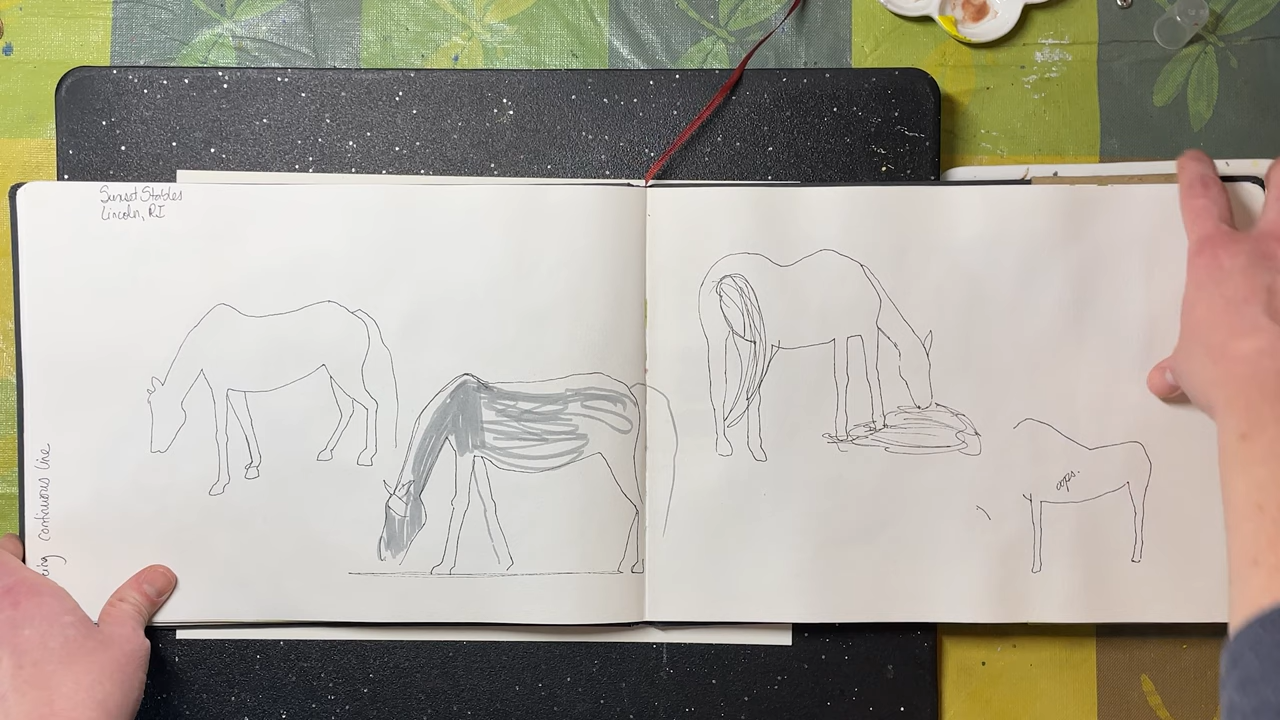 Sunset Stables
Lincoln, RI
continuous line
oops.